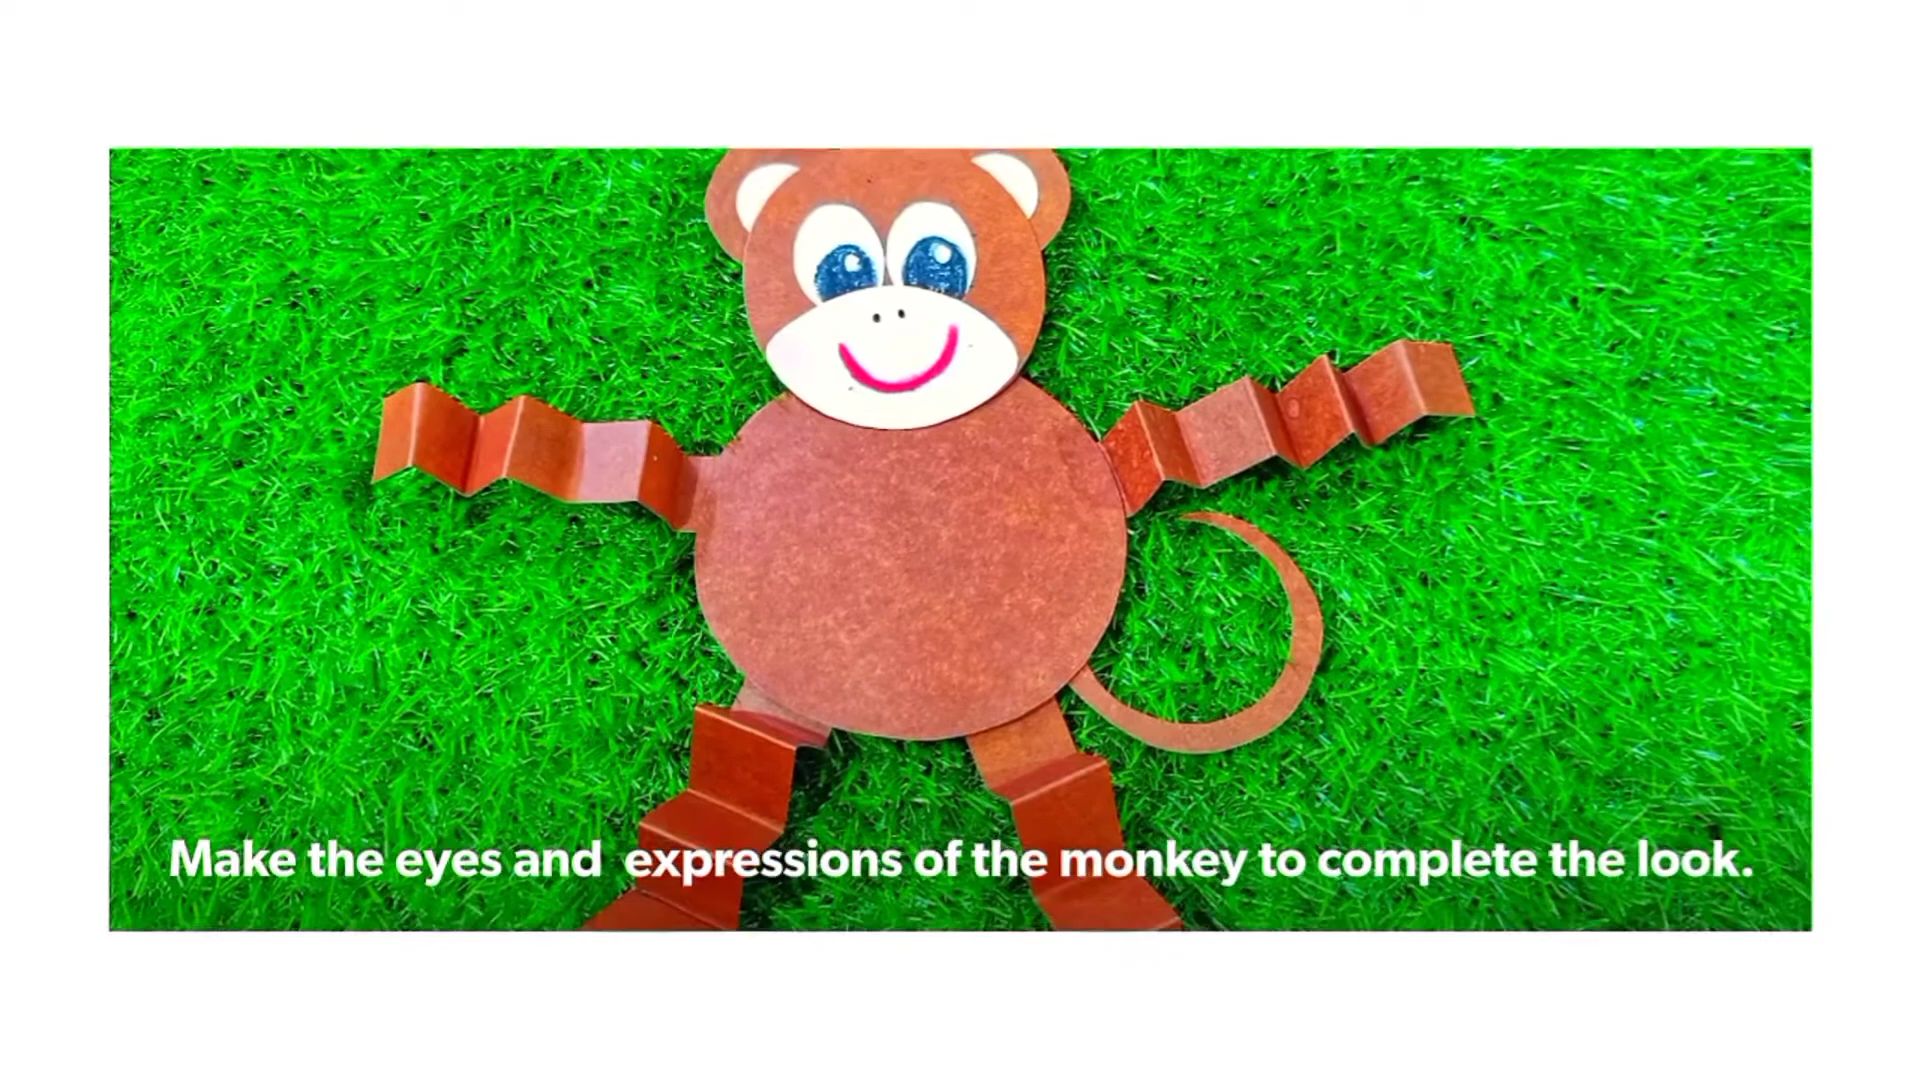 Make the eyes and  expressions of the monkey to complete the look.